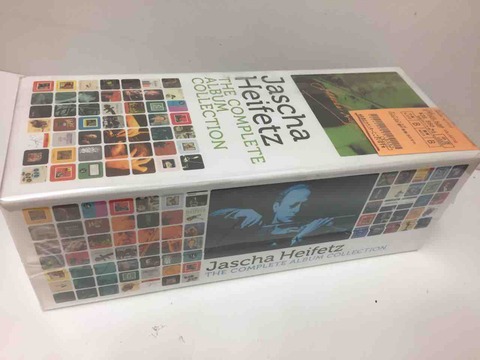 Jascha
Heifetz
THE COMPLETE
ALBUM
COLLECTION
Jascha Heifetz
THE COMPLETE ALBUM COLLECTION